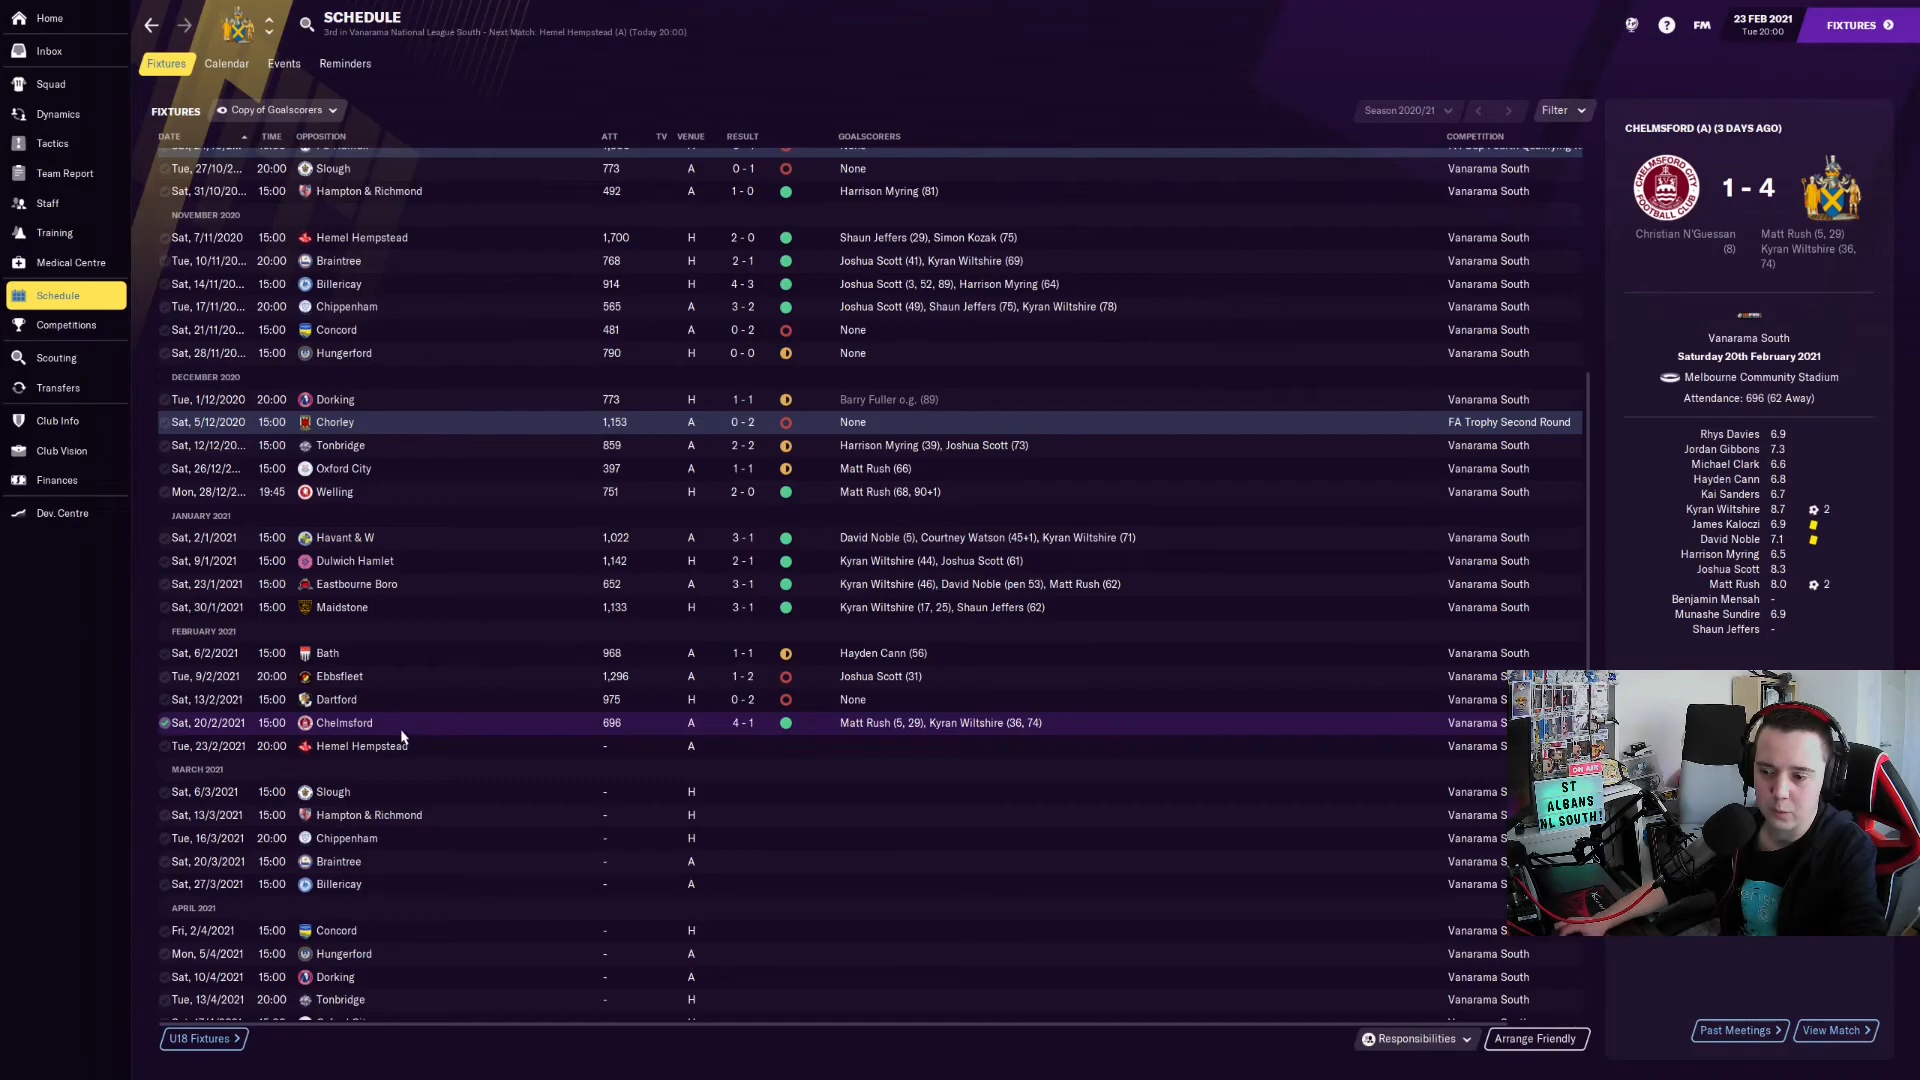 Home
Inbox
Squad
Dynamics
Tactics
Team Report
Staff
Training
Medical Centre
Schedule
Competitions
Scouting
Transfers
Club Info
Club Vision
Finances
Dev. Centre
SCHEDULE
3rd in Vanarama National League South - Next Match: Hemel Hempstead (A) (Today 20:00)
FM
23 FEB 2021
Tue 20:00
FIXTURES
Fixtures Calendar Events Reminders
FIXTURES Copy of Goalscorers Season 2020/21 Filter
DATE TIME OPPOSITION ATT TV VENUE RESULT GOALSCORERS COMPETITION
Tue, 27/10/2... 20:00 Slough 773 A 0 - 1 None Vanarama South
Sat, 31/10/20... 15:00 Hampton & Richmond 492 A 1 - 0 Harrison Myring (81) Vanarama South
NOVEMBER 2020
Sat, 7/11/2020 15:00 Hemel Hempstead 1,700 H 2 - 0 Shaun Jeffers (29), Simon Kozak (75) Vanarama South
Tue, 10/11/20... 20:00 Braintree 768 H 2 - 1 Joshua Scott (41), Kyran Wiltshire (69) Vanarama South
Sat, 14/11/20... 15:00 Billericay 914 H 4 - 3 Joshua Scott (3, 52, 89), Harrison Myring (64) Vanarama South
Tue, 17/11/20... 20:00 Chippenham 565 A 3 - 2 Joshua Scott (49), Shaun Jeffers (75), Kyran Wiltshire (78) Vanarama South
Sat, 21/11/20... 15:00 Concord 481 A 0 - 2 None Vanarama South
Sat, 28/11/20... 15:00 Hungerford 790 H 0 - 0 None Vanarama South
DECEMBER 2020
Tue, 1/12/2020 20:00 Dorking 773 H 1 - 1 Barry Fuller o.g. (89) Vanarama South
Sat, 5/12/2020 15:00 Chorley 1,153 A 0 - 2 None FA Trophy Second Round
Sat, 12/12/20... 15:00 Tonbridge 859 A 2 - 2 Harrison Myring (39), Joshua Scott (73) Vanarama South
Sat, 26/12/2... 15:00 Oxford City 397 A 1 - 1 Matt Rush (66) Vanarama South
Mon, 28/12/2... 19:45 Welling 751 H 2 - 0 Matt Rush (68, 90+1) Vanarama South
JANUARY 2021
Sat, 2/1/2021 15:00 Havant & W 1,022 A 3 - 1 David Noble (5), Courtney Watson (45+1), Kyran Wiltshire (71) Vanarama South
Sat, 9/1/2021 15:00 Dulwich Hamlet 1,142 H 2 - 1 Kyran Wiltshire (44), Joshua Scott (61) Vanarama South
Sat, 23/1/2021 15:00 Eastbourne Boro 652 A 3 - 1 Kyran Wiltshire (46), David Noble (pen 53), Matt Rush (62) Vanarama South
Sat, 30/1/2021 15:00 Maidstone 1,133 H 3 - 1 Kyran Wiltshire (17, 25), Shaun Jeffers (62) Vanarama South
FEBRUARY 2021
Sat, 6/2/2021 15:00 Bath 968 A 1 - 1 Hayden Cann (56) Vanarama South
Tue, 9/2/2021 20:00 Ebbsfleet 1,296 A 1 - 2 Joshua Scott (31) Vanarama South
Sat, 13/2/2021 15:00 Dartford 975 H 0 - 2 None Vanarama South
Sat, 20/2/2021 15:00 Chelmsford 696 A 4 - 1 Matt Rush (5, 29), Kyran Wiltshire (36, 74) Vanarama S
Tue, 23/2/2021 20:00 Hemel Hempstead - A Vanarama S
MARCH 2021
Sat, 6/3/2021 15:00 Slough - H Vanarama S
Sat, 13/3/2021 15:00 Hampton & Richmond - H Vanarama S
Tue, 16/3/2021 20:00 Chippenham - H Vanarama S
Sat, 20/3/2021 15:00 Braintree - A Vanarama S
Sat, 27/3/2021 15:00 Billericay - A Vanarama S
APRIL 2021
Fri, 2/4/2021 15:00 Concord - H Vanarama S
Mon, 5/4/2021 15:00 Hungerford - A Vanarama South
Sat, 10/4/2021 15:00 Dorking - A Vanarama South
Tue, 13/4/2021 20:00 Tonbridge - H Vanarama South
U18 Fixtures Responsibilities Arrange Friendly
CHELMSFORD (A) (3 DAYS AGO)
1 - 4
Christian N'Guessan
(8)
Matt Rush (5, 29)
Kyran Wiltshire (36,
74)
Vanarama South
Saturday 20th February 2021
Melbourne Community Stadium
Attendance: 696 (62 Away)
Rhys Davies 6.9
Jordan Gibbons 7.3
Michael Clark 6.6
Hayden Cann 6.8
Kai Sanders 6.7
Kyran Wiltshire 8.7 2
James Kaloczi 6.9
David Noble 7.1
Harrison Myring 6.5
Joshua Scott 8.3
Matt Rush 8.0 2
Benjamin Mensah -
Munashe Sundire 6.9
Shaun Jeffers -
ON AIR
ST
ALBANS
NL SOUTH!
Past Meetings View Match